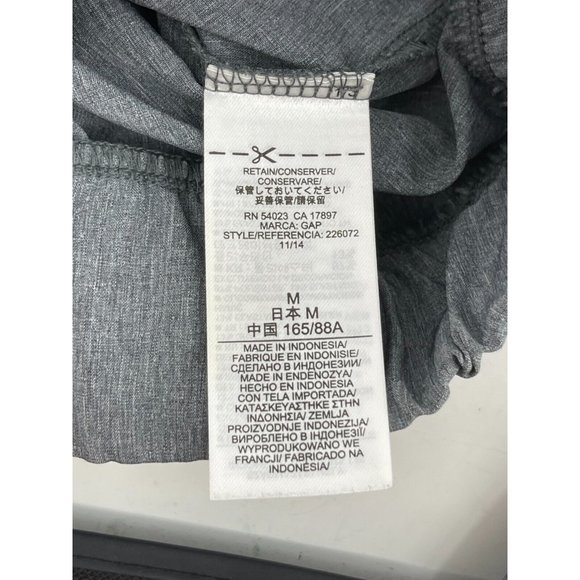 RETAIN/CONSERVER/
CONSERVARE/
保管しておいてください/
妥善保管/請保留
RN 54023 CA 17897
MARCA: GAP
STYLE/REFERENCIA: 226072
11/14
M
日本 M
中国 165/88A
MADE IN INDONESIA/
FABRIQUE EN INDONISIE/
СДЕЛАНО В ИНДОНЕЗИИ/
MADE IN ENDENOZYA/
HECHO EN INDONESIA
CON TELA IMPORTADA/
ΚΑΤΑΣΚΕΥΑΣΤΗΚΕ ΣΤΗΝ
ΙΝΔΟΝΗΣΙΑ/ ZEMLJA
PROIZVODNJE INDONEZIJA/
ВИРОБЛЕНО В ІНДОНЕЗІЇ/
WYPRODUKOWANO WE
FRANCJI/ FABRICADO NA
INDONÉSIA/